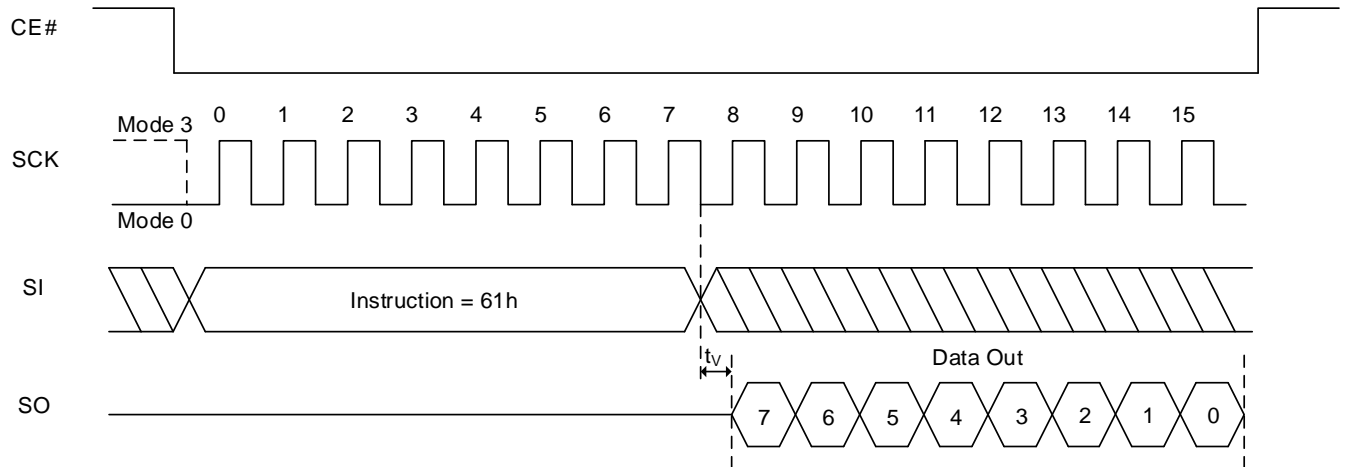 CE#
0 1 2 3 4 5 6 7 8 9 10 11 12 13 14 15
Mode 3
SCK
Mode 0
SI
Instruction = 61h
tV
Data Out
SO
7 6 5 4 3 2 1 0